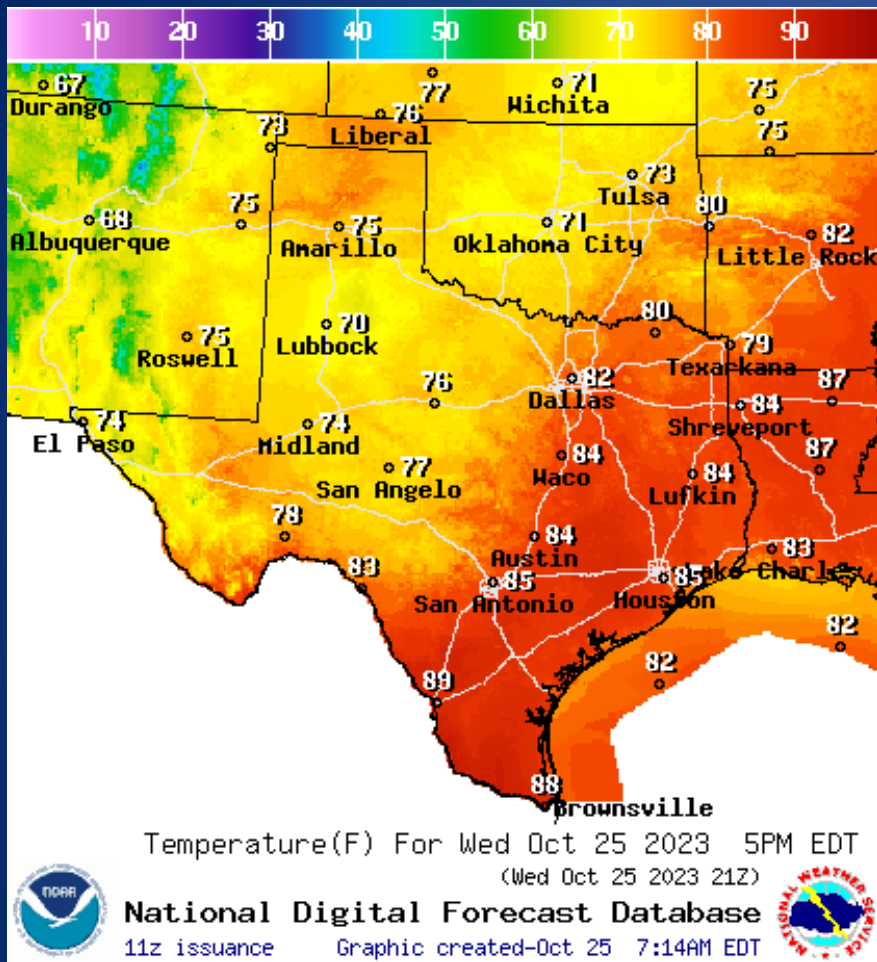 10 20 30 40 50 60 70 80 90
67
Durango
77
71
Wichita
76
Liberal
75
75
73
73
Tulsa
68
Albuquerque
75
75
Amarillo
71
Oklahoma City
80
82
Little Rock
75
Roswell
70
Lubbock
80
79
Texarkana
82
Dallas
76
84
Shreveport
87
74
El Paso
74
Midland
77
San Angelo
84
Waco
84
Lufkin
87
78
84
Austin
83
Lake Charles
83
85
San Antonio
85
Houston
82
82
89
88
Brownsville
Temperature(F) For Wed Oct 25 2023 5PM EDT
(Wed Oct 25 2023 21Z)
National Digital Forecast Database
11z issuance Graphic created-Oct 25 7:14AM EDT
NOAA
NATIONAL WEATHER SERVICE